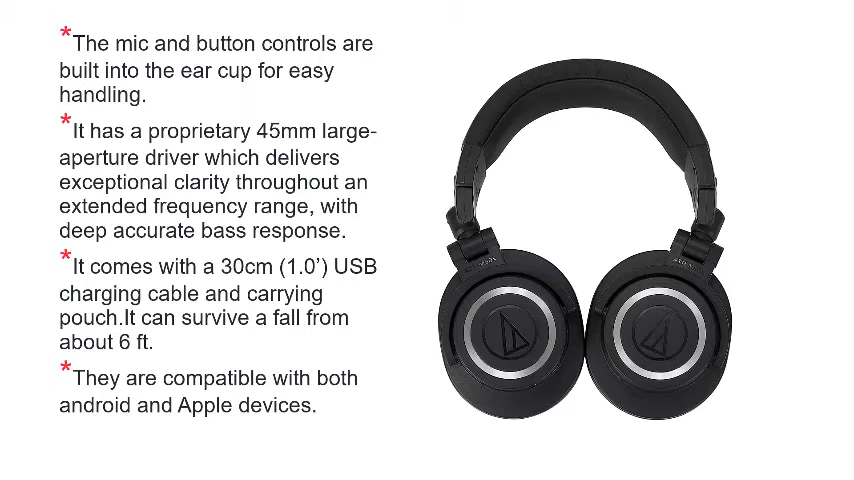 *The mic and button controls are
built into the ear cup for easy
handling.
*It has a proprietary 45mm large-
aperture driver which delivers
exceptional clarity throughout an
extended frequency range, with
deep accurate bass response.
*It comes with a 30cm (1.0’) USB
charging cable and carrying
pouch.It can survive a fall from
about 6 ft.
*They are compatible with both
android and Apple devices.